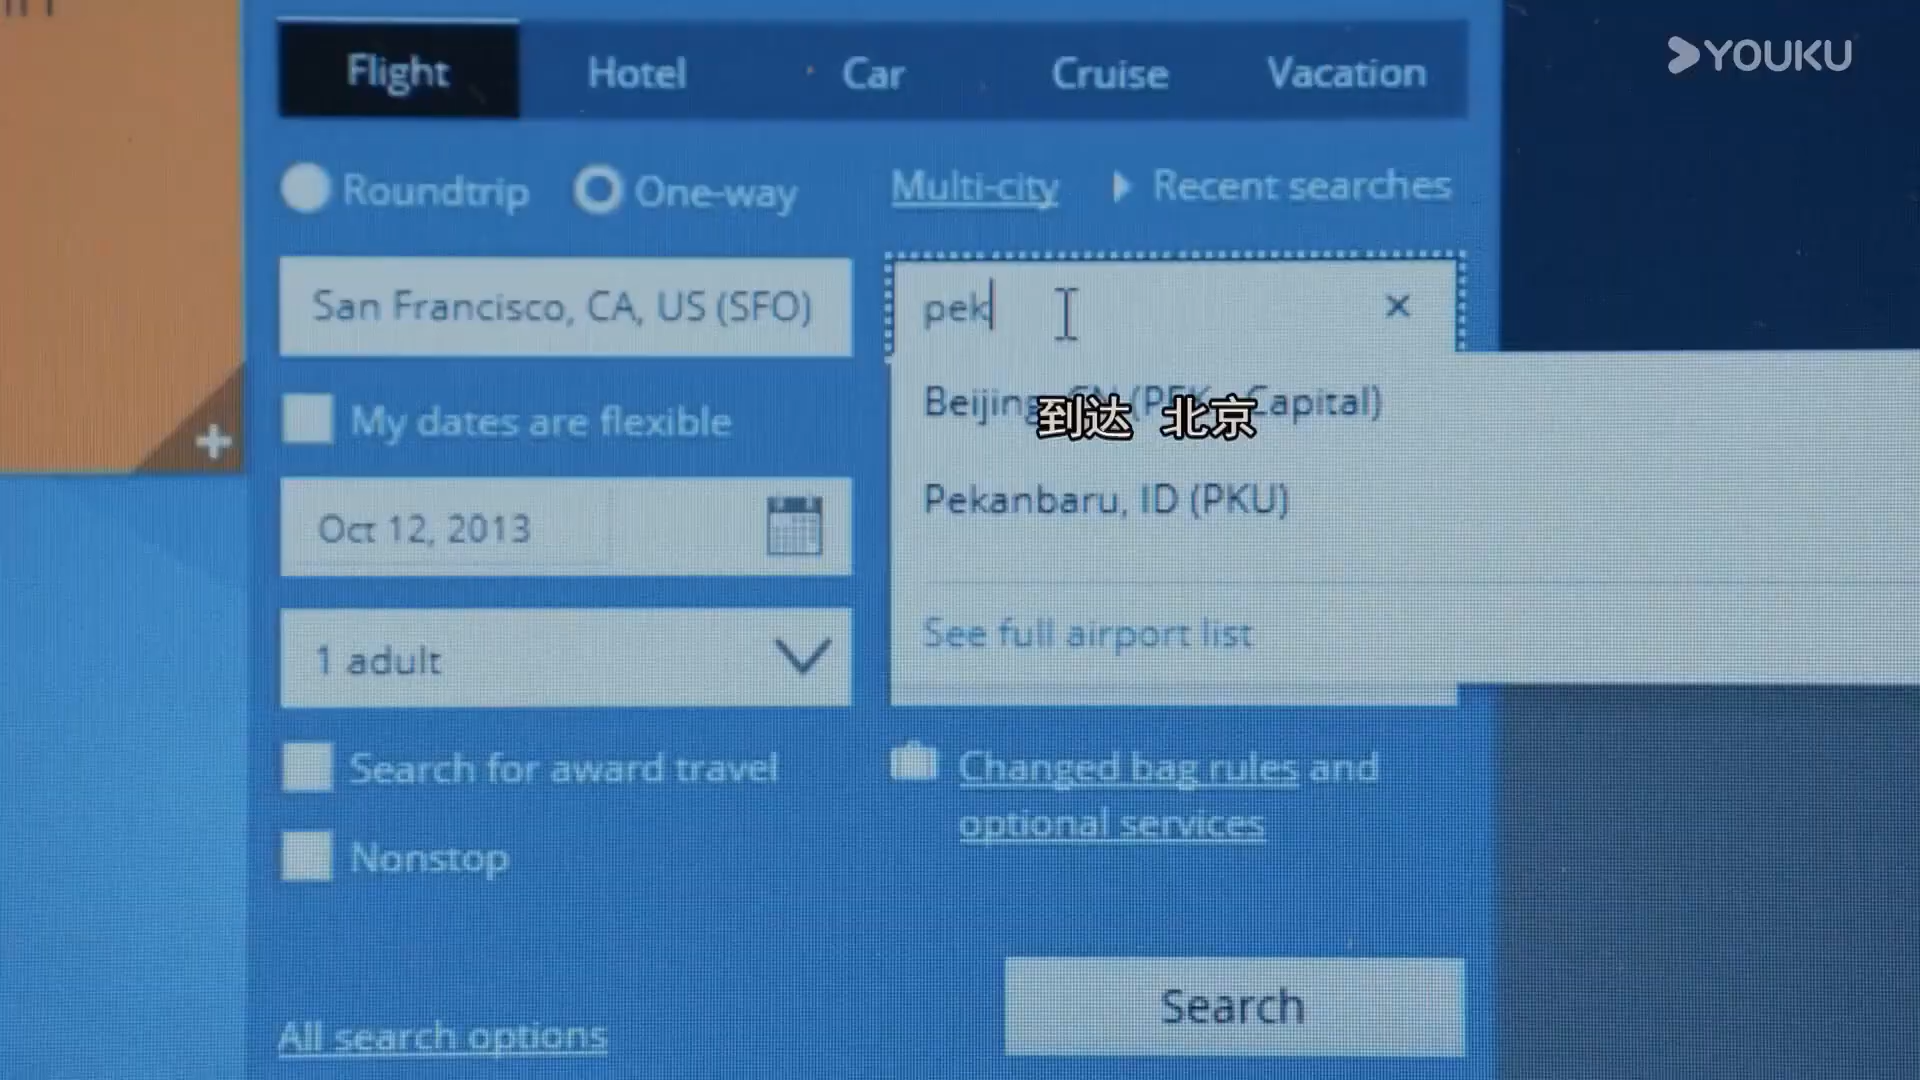 YOUKU
Flight Hotel Car Cruise Vacation
Roundtrip One-way Multi-city Recent searches
San Francisco, CA, US (SFO)
pek
My dates are flexible
Beijing, CN (PEK - Capital)
到达 北京
Pekanbaru, ID (PKU)
Oct 12, 2013
See full airport list
1 adult
Search for award travel
Changed bag rules and
optional services
Nonstop
Search
All search options